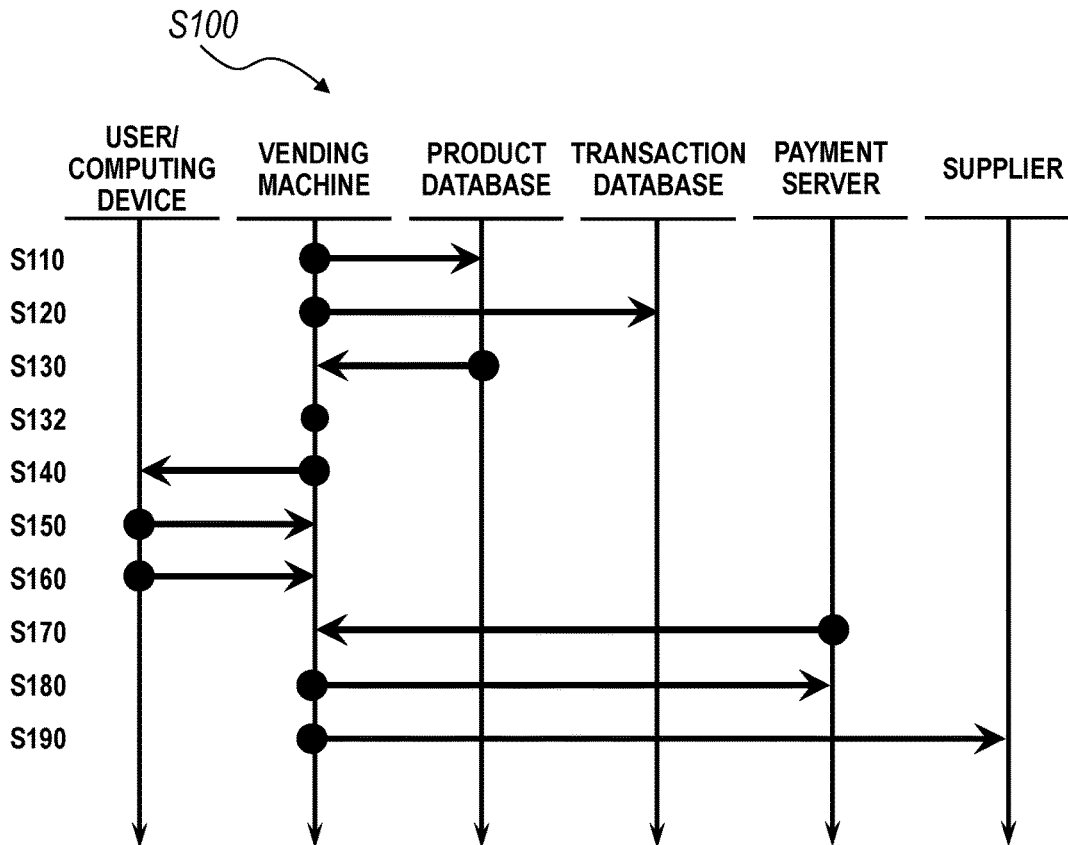 S100
USER/
COMPUTING
DEVICE
VENDING
MACHINE
PRODUCT
DATABASE
TRANSACTION
DATABASE
PAYMENT
SERVER
SUPPLIER
S110
S120
S130
S132
S140
S150
S160
S170
S180
S190